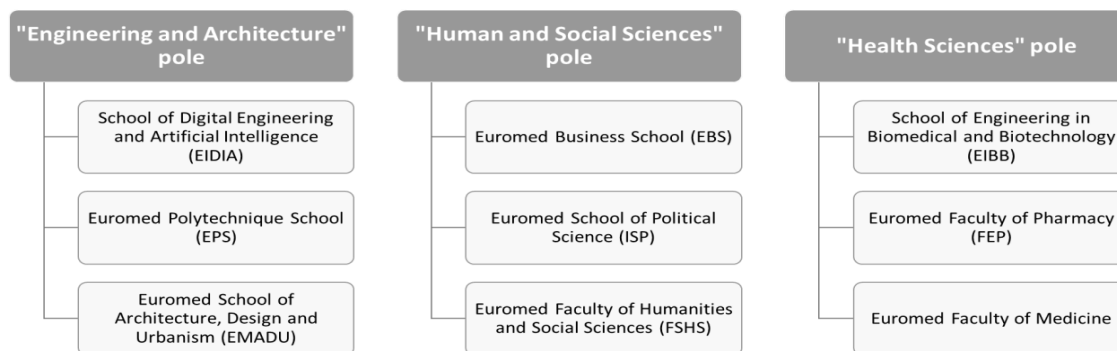 "Engineering and Architecture"
pole
School of Digital Engineering
and Artificial Intelligence
(EIDIA)
Euromed Polytechnique School
(EPS)
Euromed School of
Architecture, Design and
Urbanism (EMADU)
"Human and Social Sciences"
pole
Euromed Business School (EBS)
Euromed School of Political
Science (ISP)
Euromed Faculty of Humanities
and Social Sciences (FSHS)
"Health Sciences" pole
School of Engineering in
Biomedical and Biotechnology
(EIBB)
Euromed Faculty of Pharmacy
(FEP)
Euromed Faculty of Medicine